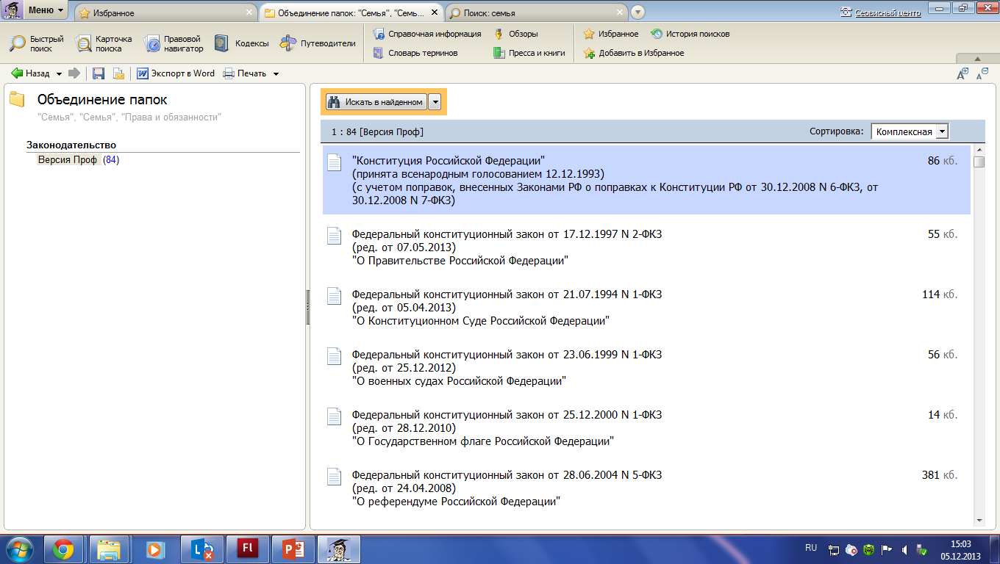 Меню
Избранное
Объединение папок: "Семья", "Семь...
Поиск: семья
Сервисный центр
Быстрый поиск
Карточка поиска
Правовой навигатор
Кодексы
Путеводители
Справочная информация
Обзоры
Словарь терминов
Пресса и книги
Избранное
История поисков
Добавить в Избранное
Назад
Экспорт в Word
Печать
Объединение папок
"Семья", "Семья", "Права и обязанности"
Законодательство
Версия Проф (84)
Искать в найденном
1 : 84 [Версия Проф]
Сортировка: Комплексная
"Конституция Российской Федерации" 86 кб.
(принята всенародным голосованием 12.12.1993)
(с учетом поправок, внесенных Законами РФ о поправках к Конституции РФ от 30.12.2008 N 6-ФКЗ, от
30.12.2008 N 7-ФКЗ)
Федеральный конституционный закон от 17.12.1997 N 2-ФКЗ 55 кб.
(ред. от 07.05.2013)
"О Правительстве Российской Федерации"
Федеральный конституционный закон от 21.07.1994 N 1-ФКЗ 114 кб.
(ред. от 05.04.2013)
"О Конституционном Суде Российской Федерации"
Федеральный конституционный закон от 23.06.1999 N 1-ФКЗ 56 кб.
(ред. от 25.12.2012)
"О военных судах Российской Федерации"
Федеральный конституционный закон от 25.12.2000 N 1-ФКЗ 14 кб.
(ред. от 28.12.2010)
"О Государственном флаге Российской Федерации"
Федеральный конституционный закон от 28.06.2004 N 5-ФКЗ 381 кб.
(ред. от 24.04.2008)
"О референдуме Российской Федерации"
RU
15:03
05.12.2013